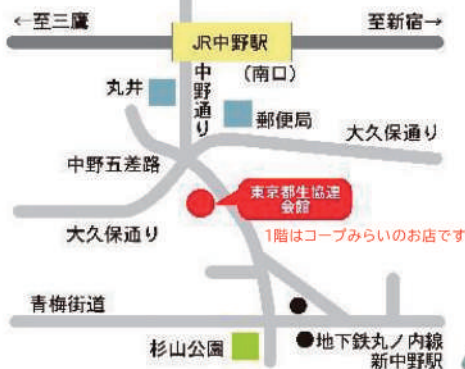 ←至三鷹
至新宿→
JR中野駅
(南口)
中野通り
丸井
郵便局
大久保通り
中野五差路
東京都生協連
会館
大久保通り
1階はコープみらいのお店です
青梅街道
杉山公園
●地下鉄丸ノ内線
新中野駅